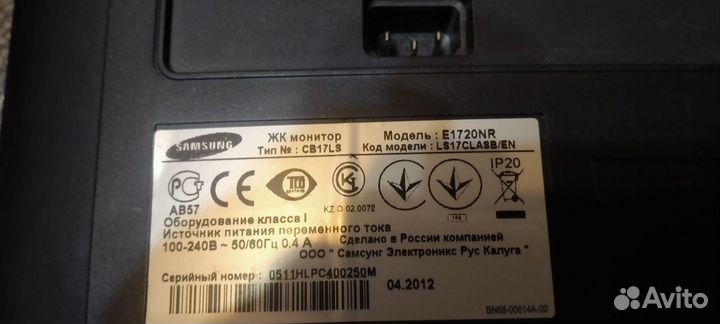 SAMSUNG
ЖК монитор
Модель : E1720NR
Тип № : CB17LS
Код модели : LS17CLASB/EN
АВ57
KZ O 02.0072
IP20
Оборудование класса I
Источник питания переменного тока
100-240В ~ 50/60Гц 0.4 А
Сделано в России компанией
ООО " Самсунг Электроникс Рус Калуга "
Серийный номер : 0511HLPC400250M
04.2012
BN68-00614A-00
Avito